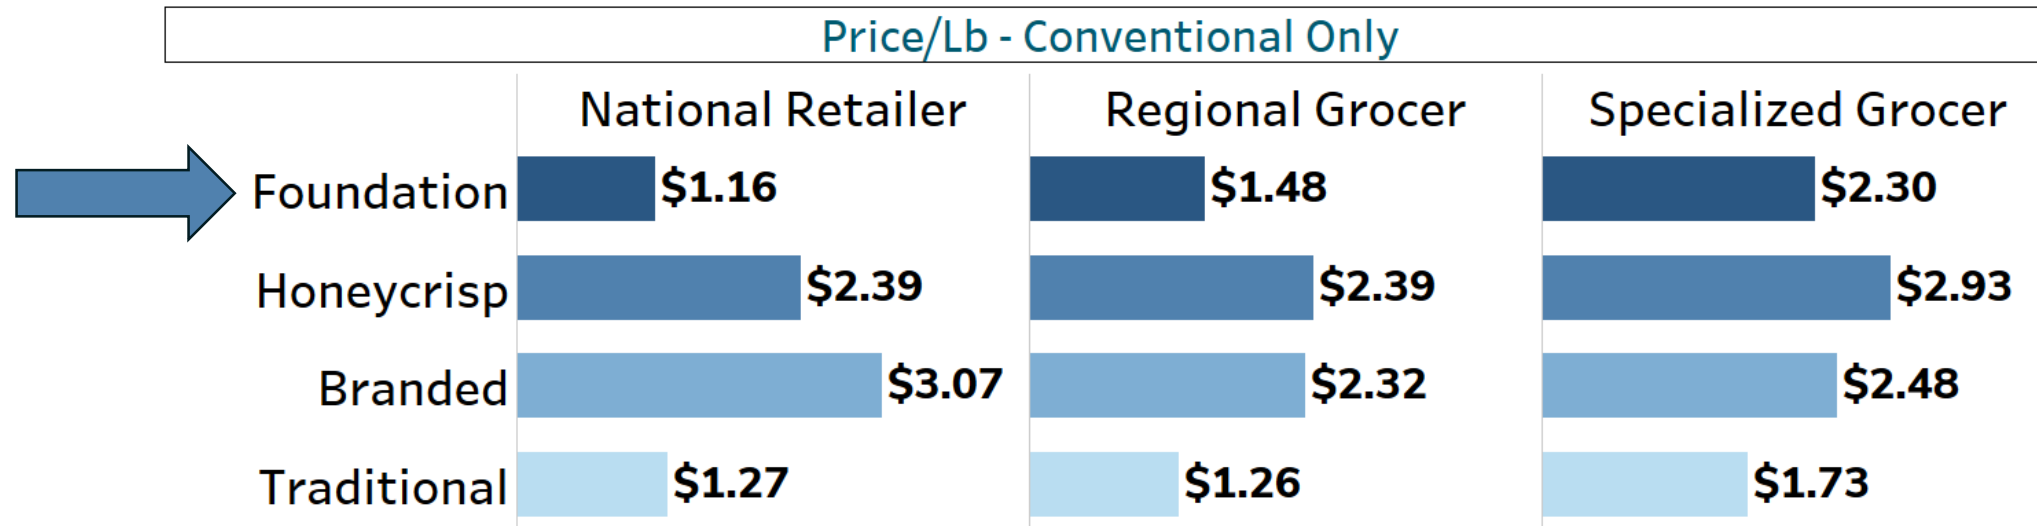 Price/Lb - Conventional Only
National Retailer Regional Grocer Specialized Grocer
Foundation $1.16 $1.48 $2.30
Honeycrisp $2.39 $2.39 $2.93
Branded $3.07 $2.32 $2.48
Traditional $1.27 $1.26 $1.73